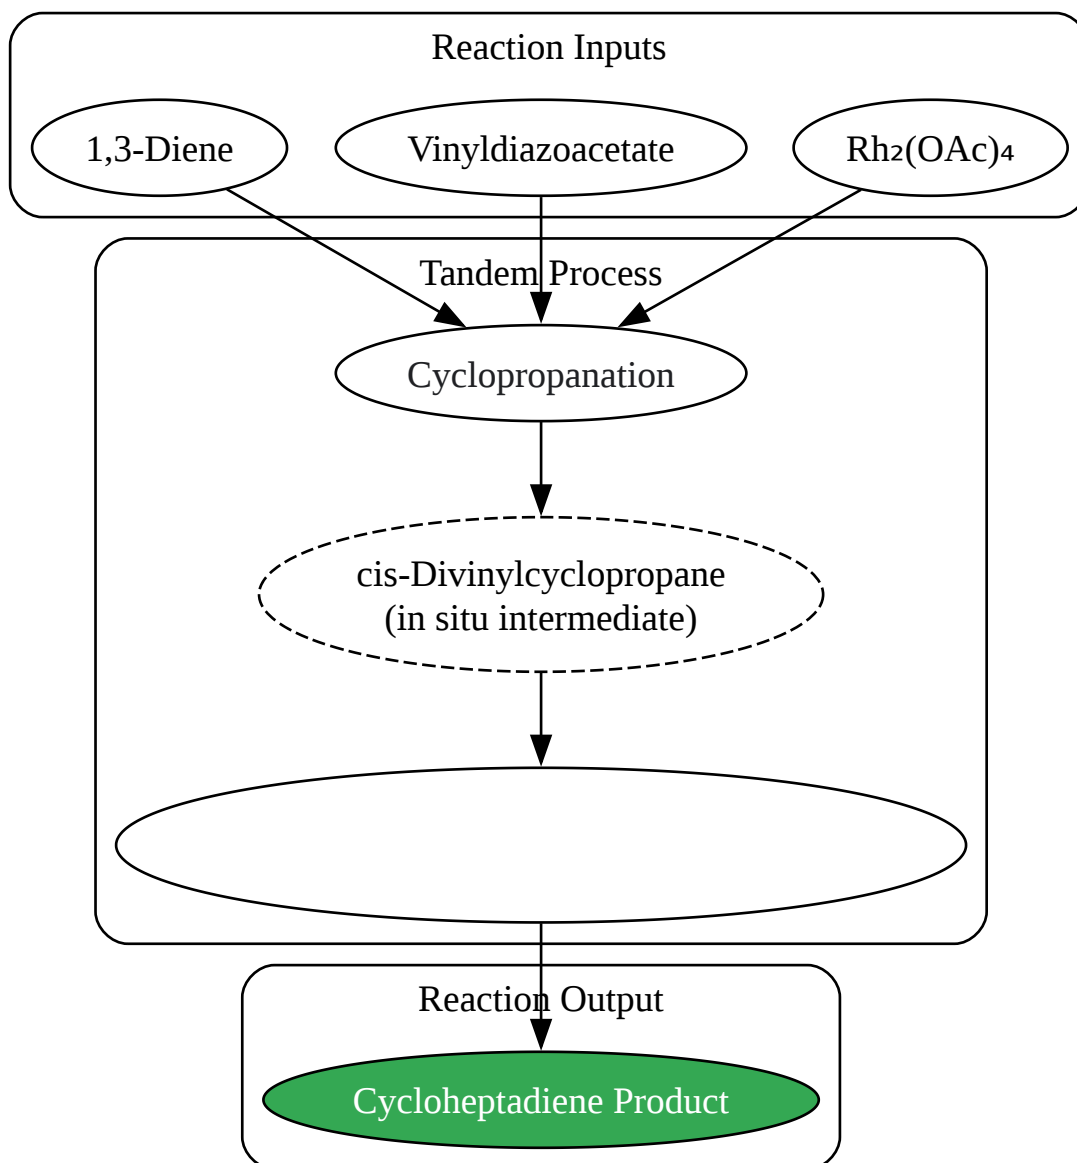 Reaction Inputs
1,3-Diene
Vinyldiazoacetate
Rh₂(OAc)₄
Tandem Process
Cyclopropanation
cis-Divinylcyclopropane
(in situ intermediate)
Reaction Output
Cycloheptadiene Product